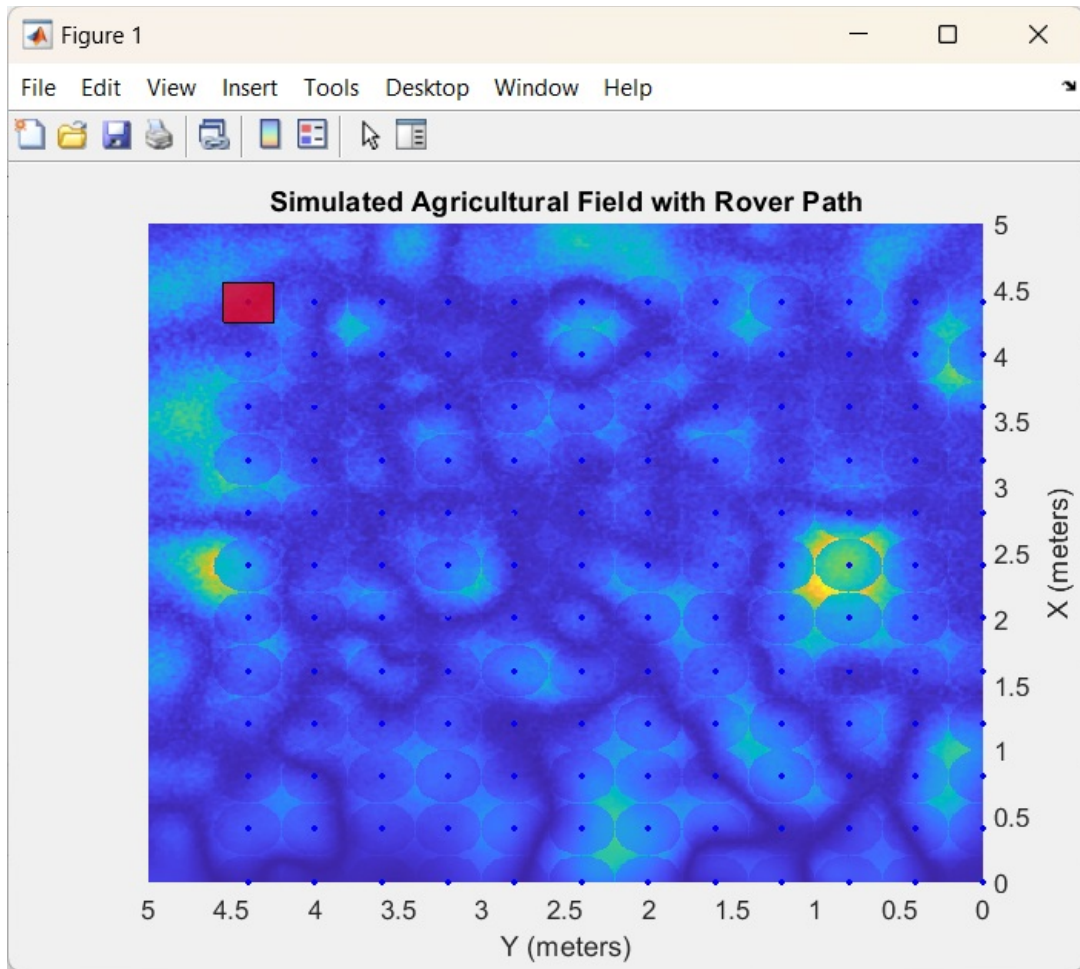 Figure 1
File Edit View Insert Tools Desktop Window Help
Simulated Agricultural Field with Rover Path
5
4.5
4
3.5
3
2.5
2
1.5
1
0.5
0
X (meters)
5 4.5 4 3.5 3 2.5 2 1.5 1 0.5 0
Y (meters)